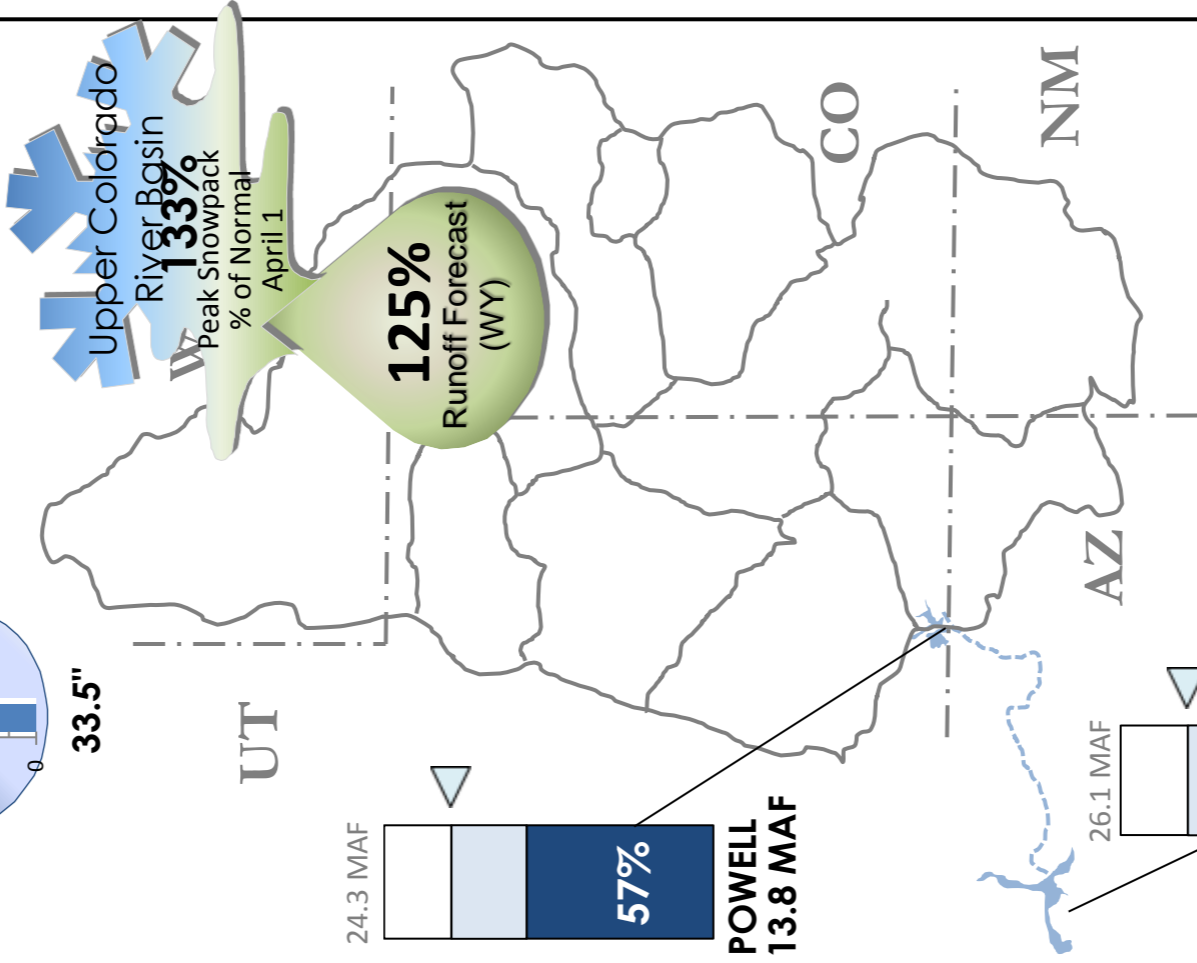 Upper Colorado
River Basin
133%
Peak Snowpack
% of Normal
April 1
125%
Runoff Forecast
(WY)
W
CO
NM
UT
AZ
0
33.5"
24.3 MAF
57%
POWELL
13.8 MAF
26.1 MAF